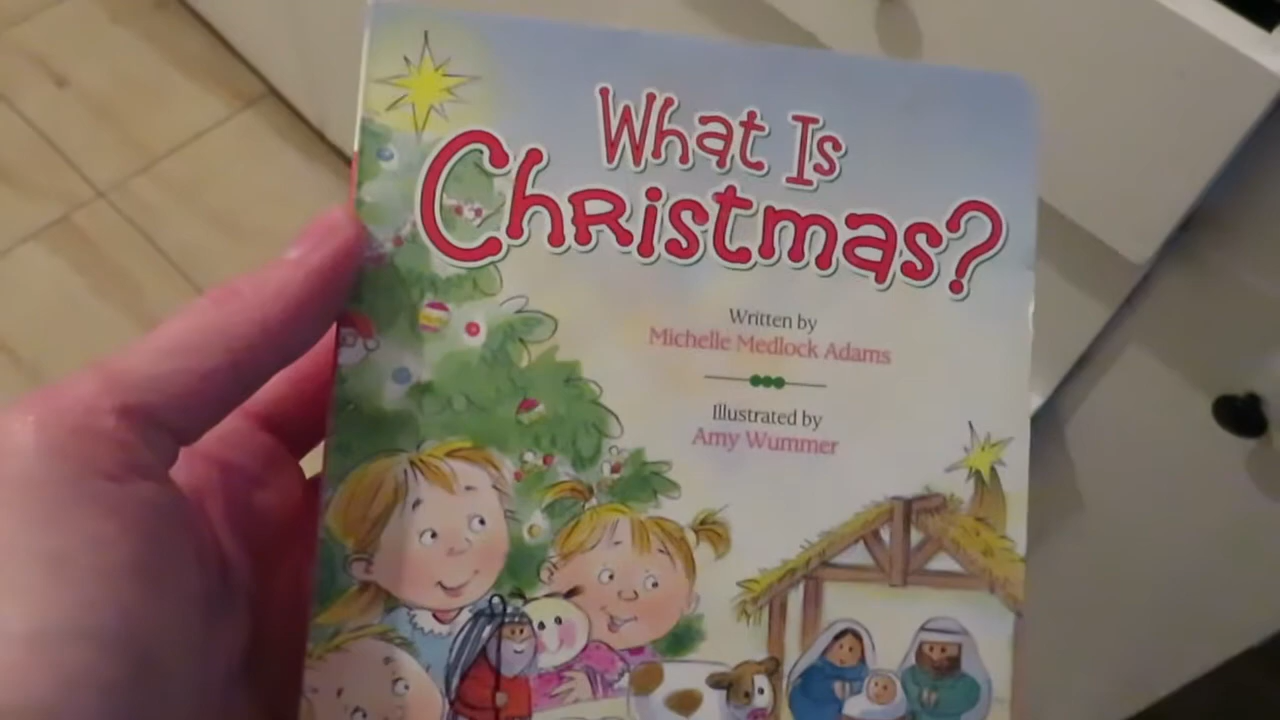 What Is
Christmas?
Written by
Michelle Medlock Adams
Illustrated by
Amy Wummer